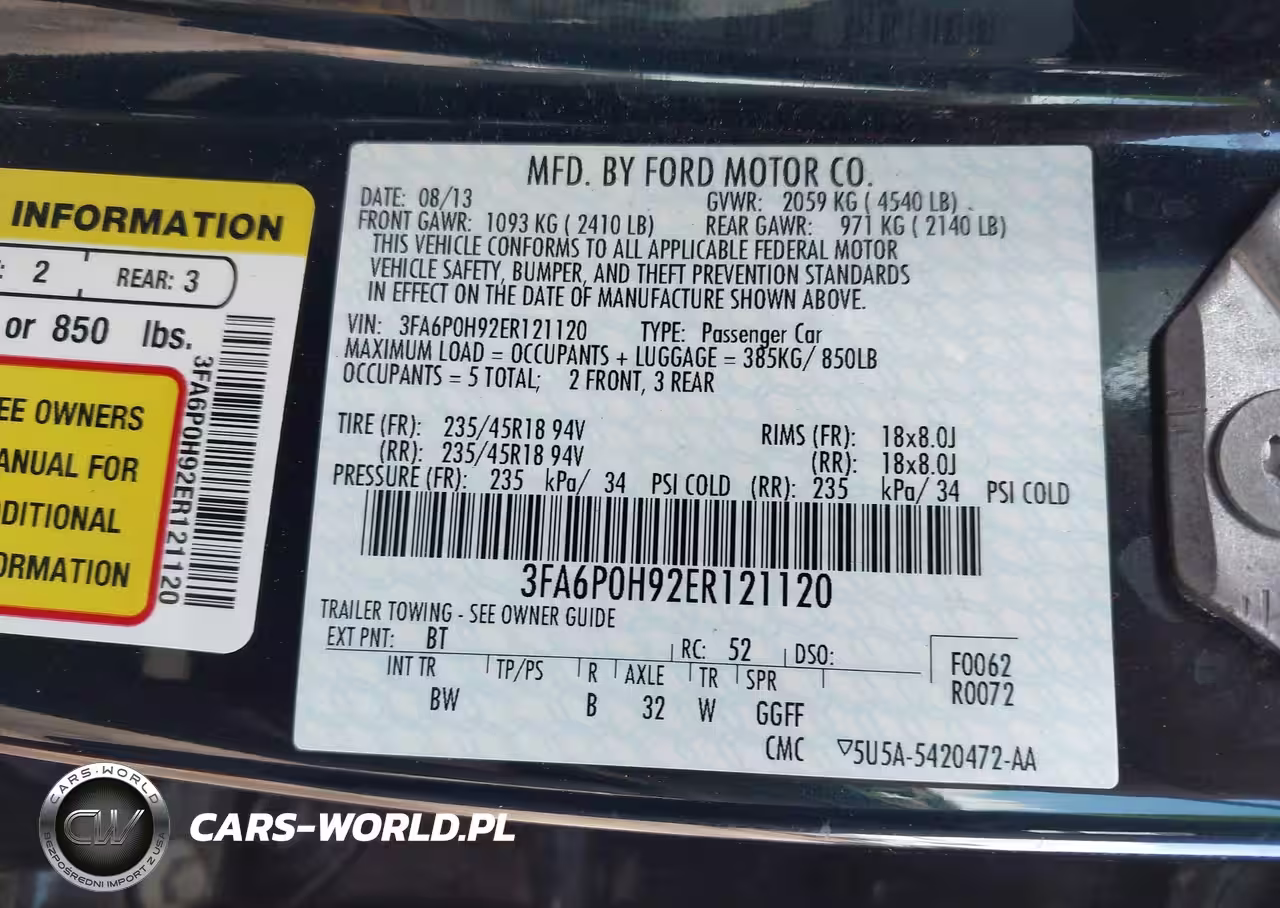 INFORMATION
: 2 REAR: 3
or 850 lbs.
EE OWNERS
ANUAL FOR
DITIONAL
ORMATION
3FA6P0H92ER121120
MFD. BY FORD MOTOR CO.
DATE: 08/13 GVWR: 2059 KG ( 4540 LB)
FRONT GAWR: 1093 KG ( 2410 LB) REAR GAWR: 971 KG ( 2140 LB)
THIS VEHICLE CONFORMS TO ALL APPLICABLE FEDERAL MOTOR
VEHICLE SAFETY, BUMPER, AND THEFT PREVENTION STANDARDS
IN EFFECT ON THE DATE OF MANUFACTURE SHOWN ABOVE.
VIN: 3FA6P0H92ER121120 TYPE: Passenger Car
MAXIMUM LOAD = OCCUPANTS + LUGGAGE = 385KG/ 850LB
OCCUPANTS = 5 TOTAL; 2 FRONT, 3 REAR
TIRE (FR): 235/45R18 94V RIMS (FR): 18x8.0J
(RR): 235/45R18 94V (RR): 18x8.0J
PRESSURE (FR): 235 kPa/ 34 PSI COLD (RR): 235 kPa/ 34 PSI COLD
3FA6P0H92ER121120
TRAILER TOWING - SEE OWNER GUIDE
EXT PNT: BT RC: 52 DSO:
INT TR TP/PS R AXLE TR SPR
BW B 32 W GGFF
F0062
R0072
CMC ▽5U5A-5420472-AA
CARS-WORLD
CW
BEZPOŚREDNI IMPORT Z USA
CARS-WORLD.PL